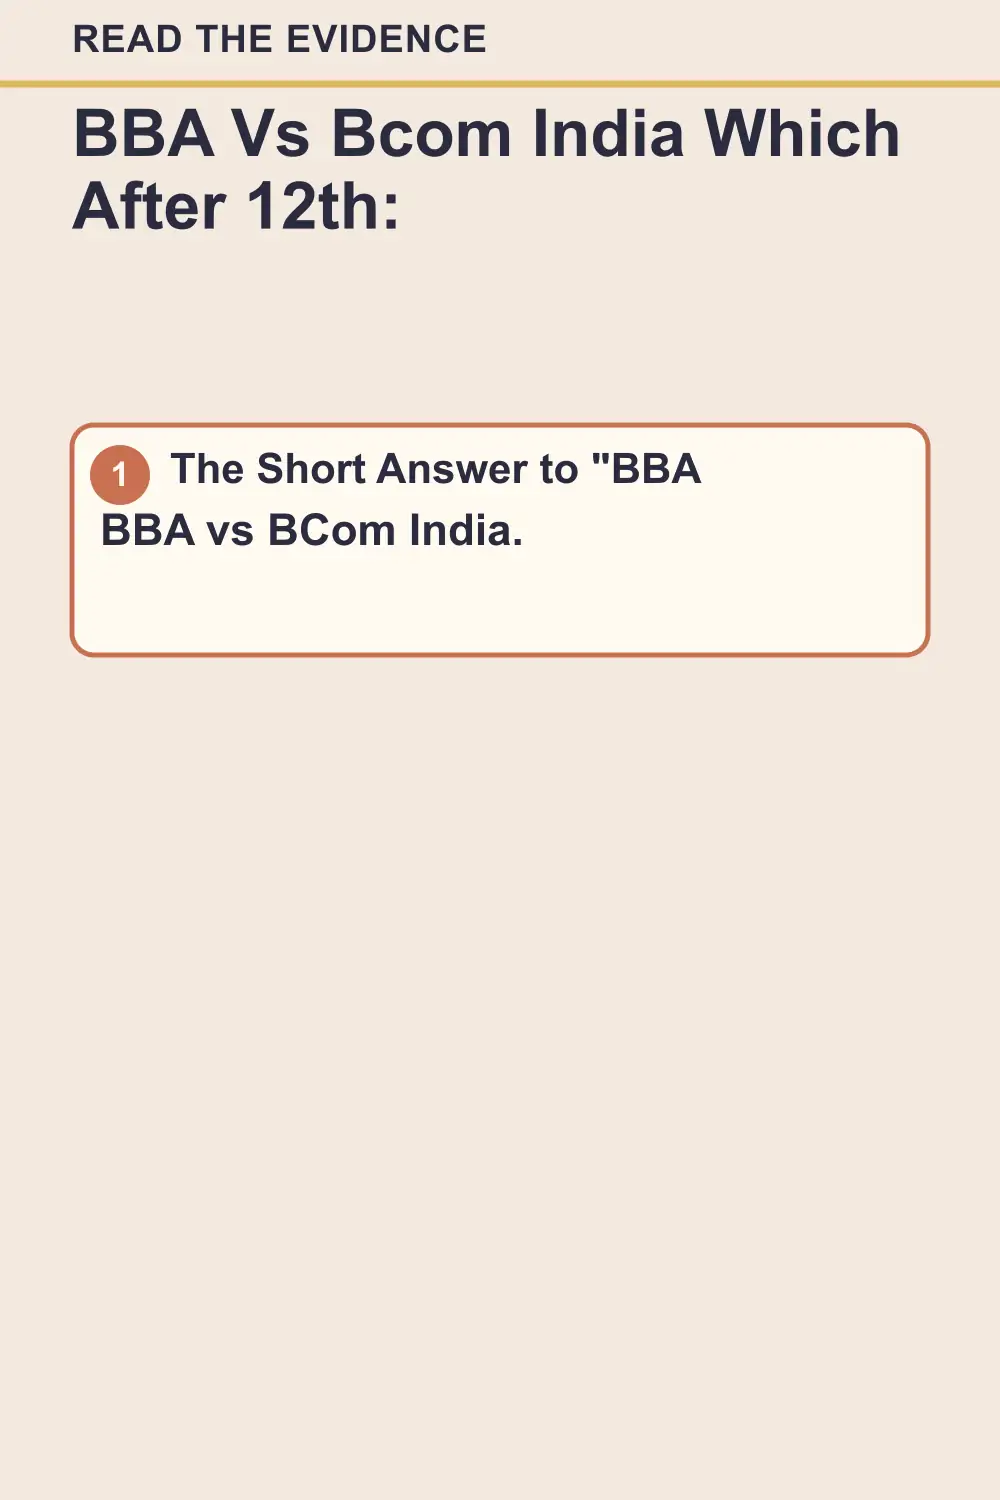 READ THE EVIDENCE
BBA Vs Bcom India Which
After 12th:
1 The Short Answer to "BBA
BBA vs BCom India.